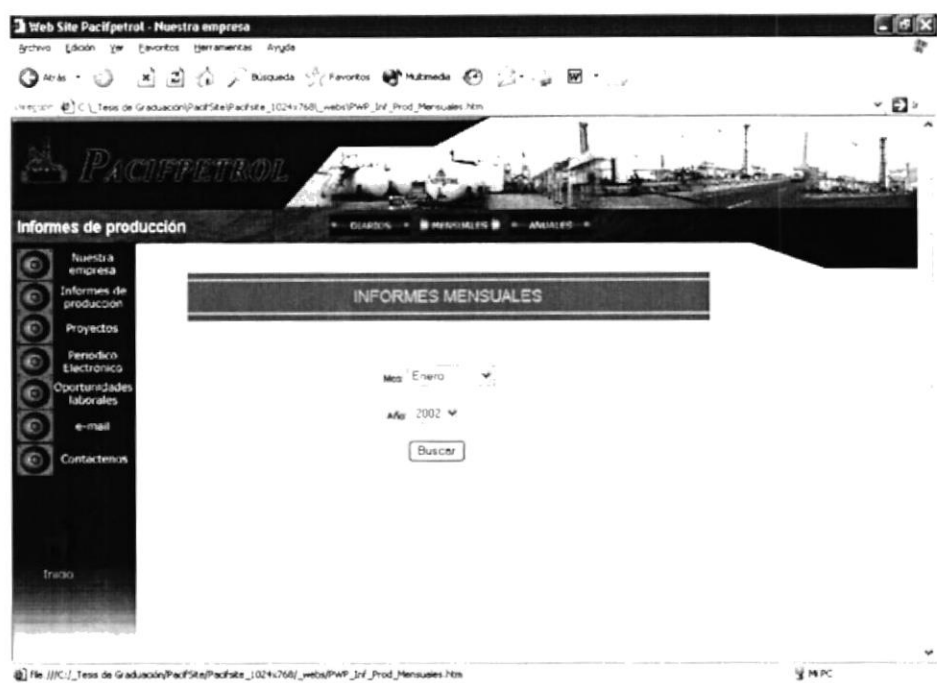 Web Site Pacifpetrol - Nuestra empresa
Archivo Edición Ver Favoritos Herramientas Ayuda
Atrás Búsqueda Favoritos Multimedia W
C:\_Tesis de Graduación\PacifSite\Pacifsite_1024x768\_webs\PWP_Inf_Prod_Mensuales.htm
PACIFPETROL
Informes de producción
DIARIOS MENSUALES ANUALES
Nuestra
empresa
Informes de
producción
Proyectos
Periódico
Electrónico
Oportunidades
laborales
e-mail
Contactenos
Inicio
INFORMES MENSUALES
Mes: Enero
Año: 2002
Buscar
file:///C:/_Tesis de Graduación/PacifSite/Pacifsite_1024x768/_webs/PWP_Inf_Prod_Mensuales.htm
Mi PC